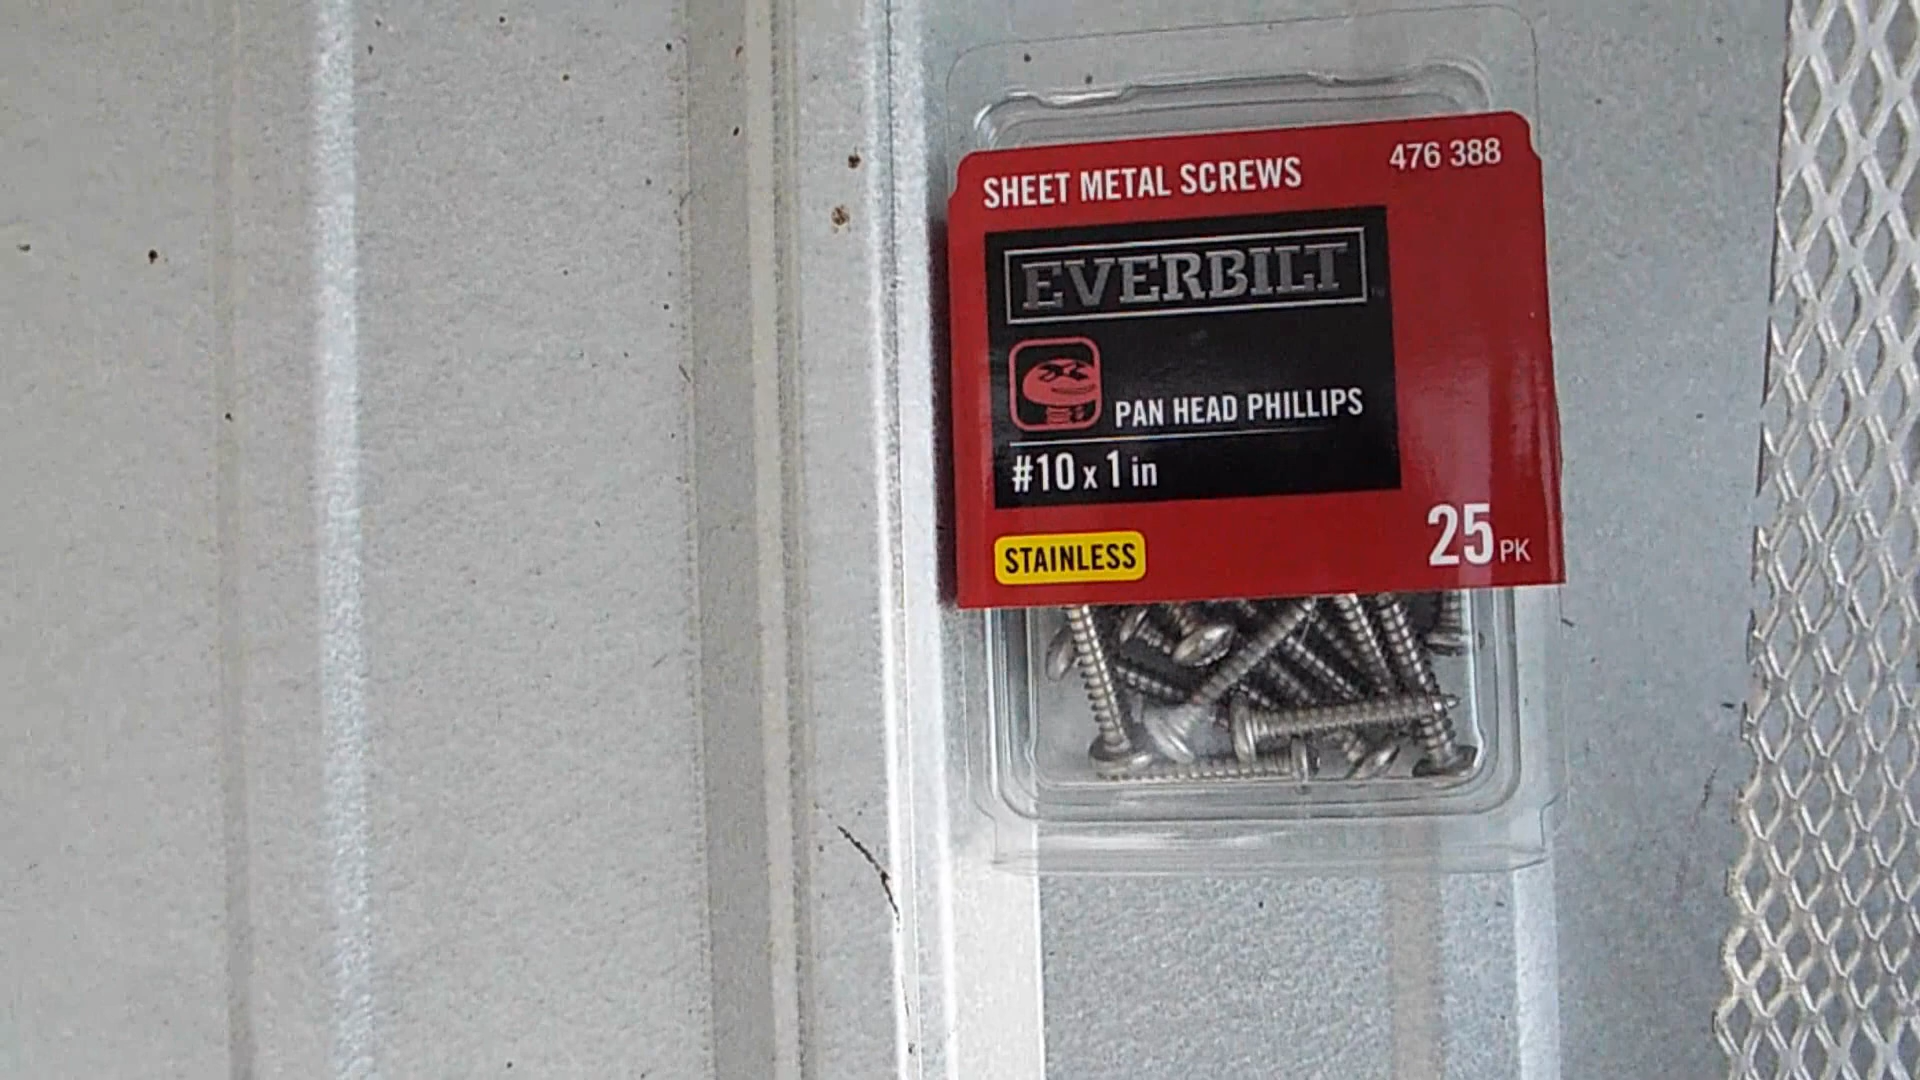 SHEET METAL SCREWS 476 388
EVERBILT
PAN HEAD PHILLIPS
#10 x 1 in
STAINLESS
25 PK